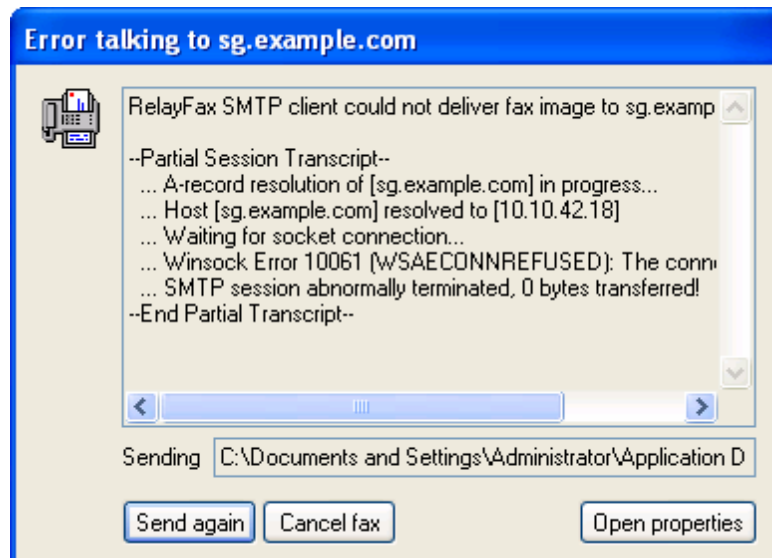 Error talking to sg.example.com
RelayFax SMTP client could not deliver fax image to sg.examp
--Partial Session Transcript--
... A-record resolution of [sg.example.com] in progress...
... Host [sg.example.com] resolved to [10.10.42.18]
... Waiting for socket connection...
... Winsock Error 10061 (WSAECONNREFUSED): The conn
... SMTP session abnormally terminated, 0 bytes transferred!
--End Partial Transcript--
Sending C:\Documents and Settings\Administrator\Application D
Send again Cancel fax Open properties